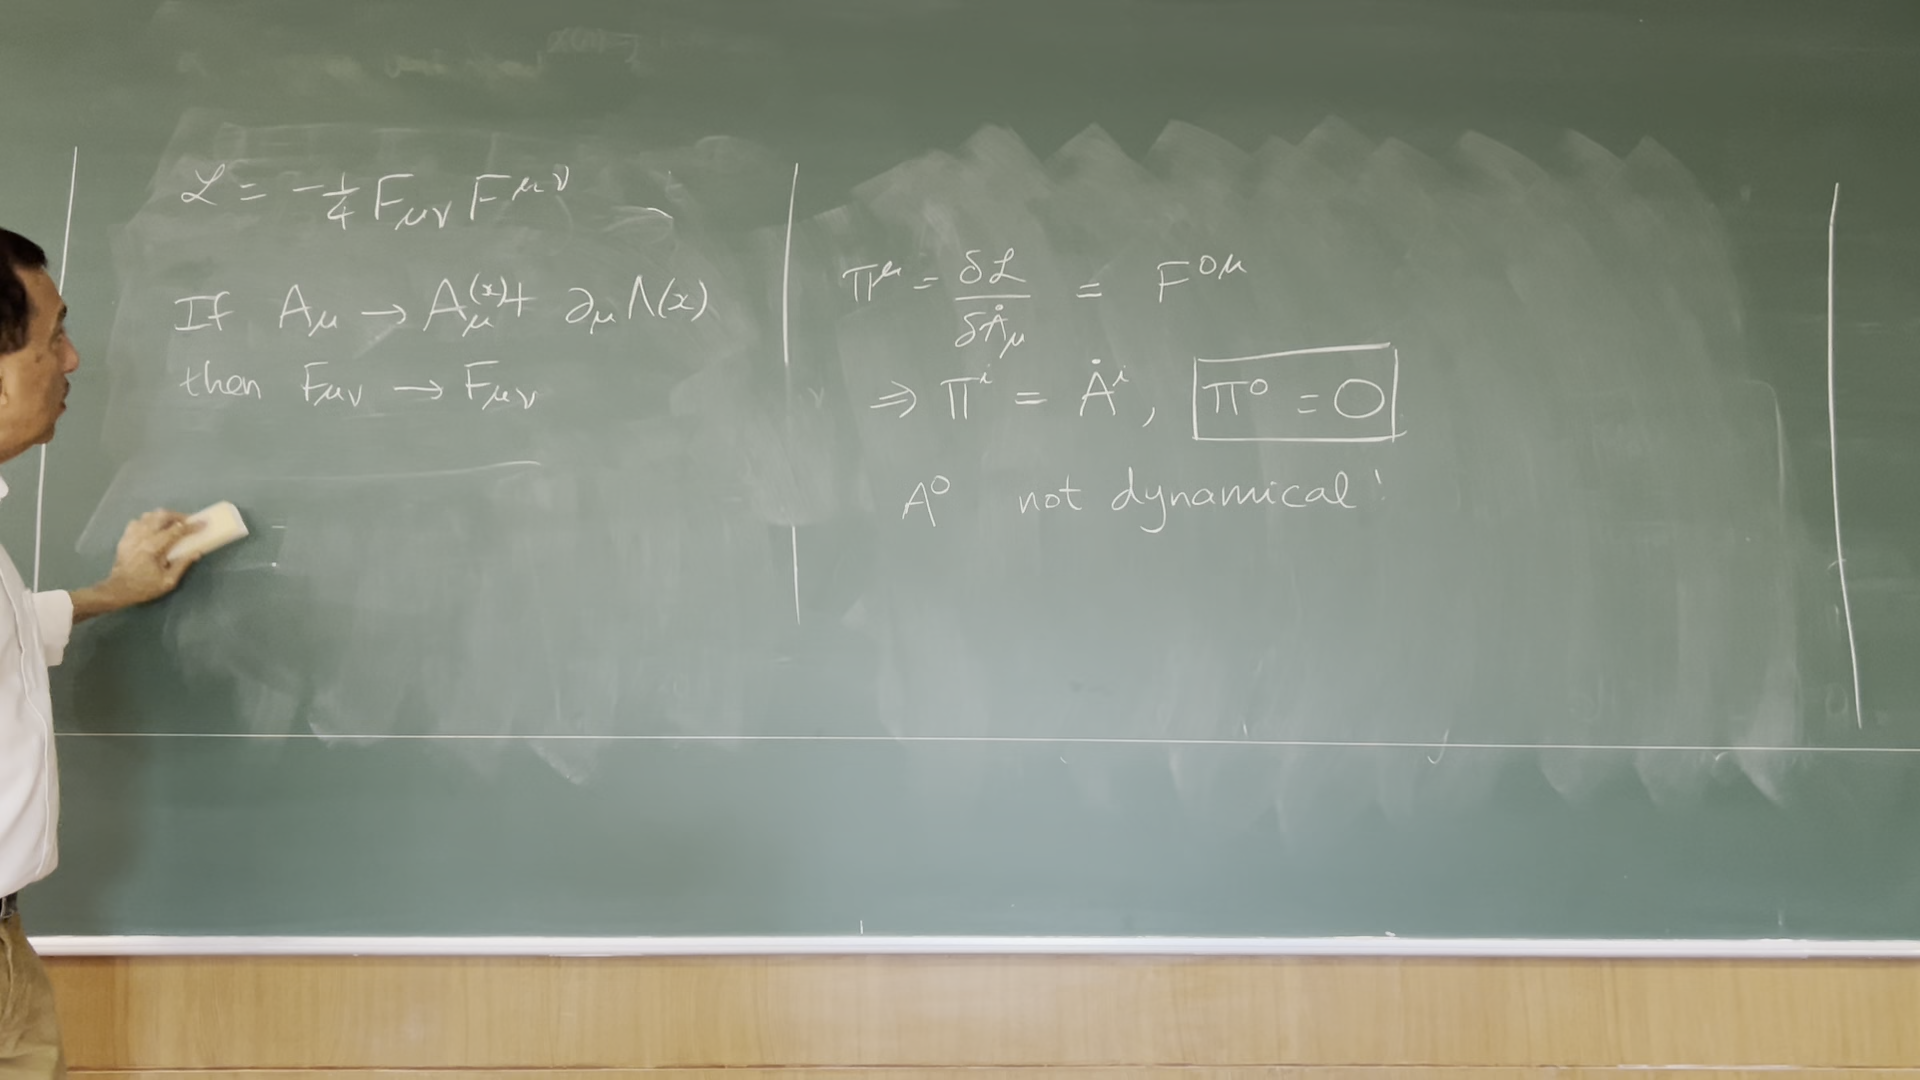 ℒ = -1/4 F_μν F^μν
If A_μ → A_μ(x) + ∂_μ Λ(x)
then F_μν → F_μν
Π^μ = δℒ/δȦ_μ = F^0μ
⇒ Π^i = Ȧ^i, Π^0 = 0
A^0 not dynamical!